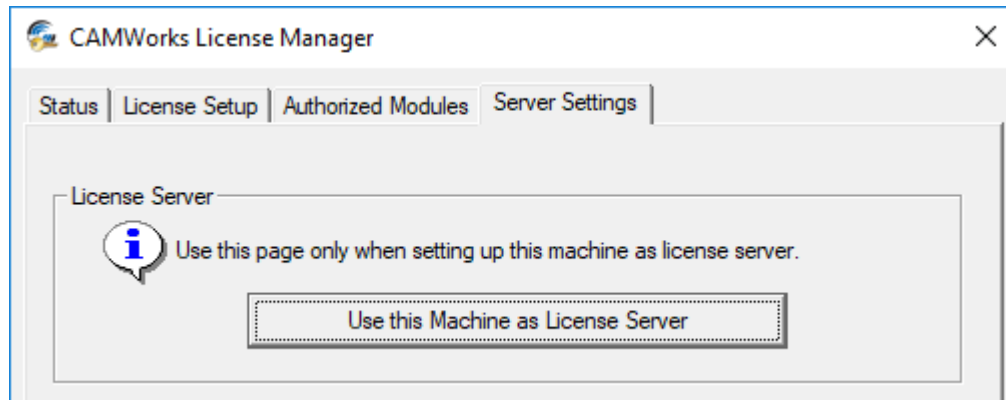 CAMWorks License Manager
Status License Setup Authorized Modules Server Settings
License Server
Use this page only when setting up this machine as license server.
Use this Machine as License Server